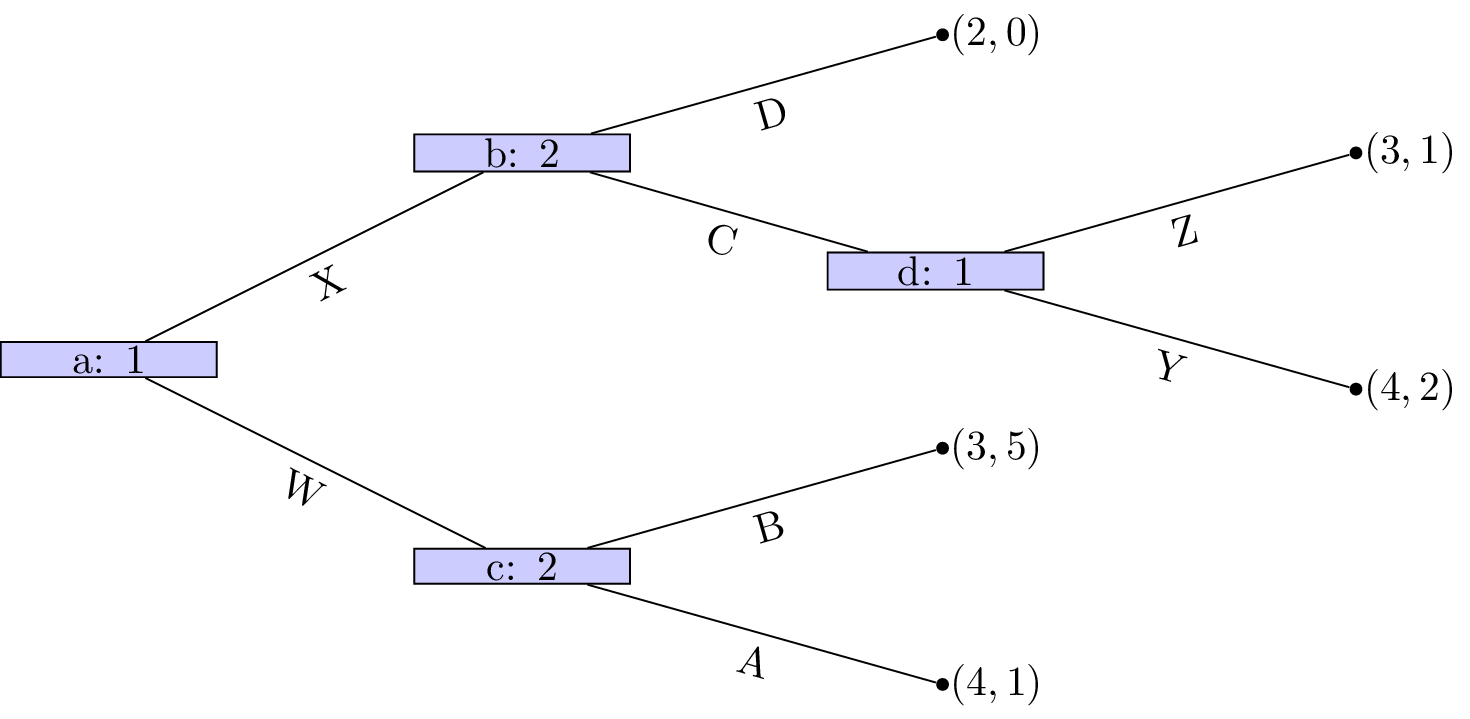 (2, 0)
D
b: 2
(3, 1)
C
Z
d: 1
X
a: 1
Y
(4, 2)
(3, 5)
W
B
c: 2
A
(4, 1)